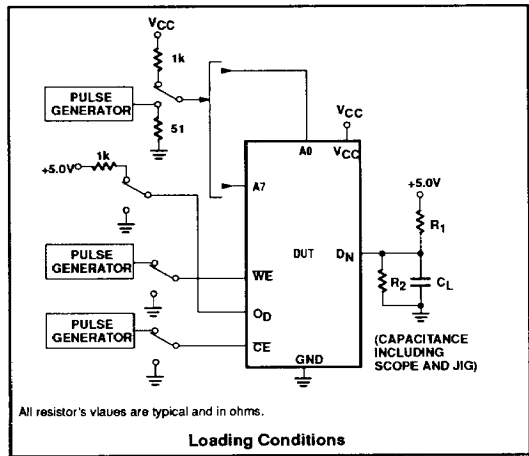 VCC
1k
PULSE
GENERATOR
51
VCC
A0
VCC
1k
+5.0V
A7
+5.0V
R1
DUT
DN
R2
CL
PULSE
GENERATOR
WE
OD
PULSE
GENERATOR
CE
(CAPACITANCE
INCLUDING
SCOPE AND JIG)
GND
All resistor's vlaues are typical and in ohms.
Loading Conditions